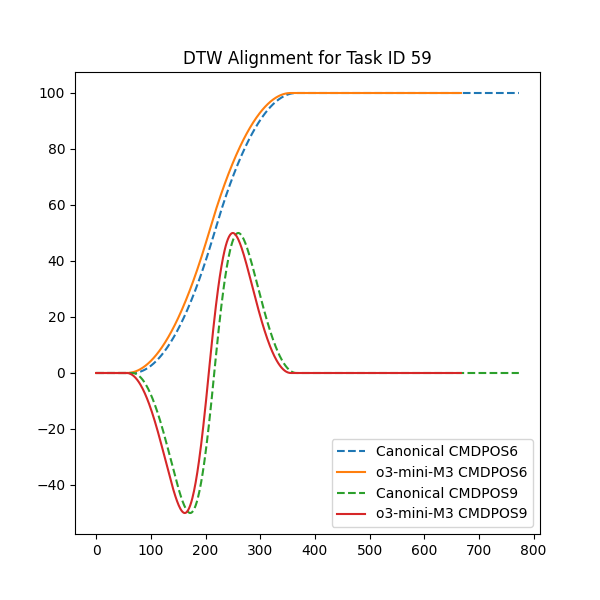 DTW Alignment for Task ID 59
100
80
60
40
20
0
−20
−40
0 100 200 300 400 500 600 700 800
Canonical CMDPOS6
o3-mini-M3 CMDPOS6
Canonical CMDPOS9
o3-mini-M3 CMDPOS9